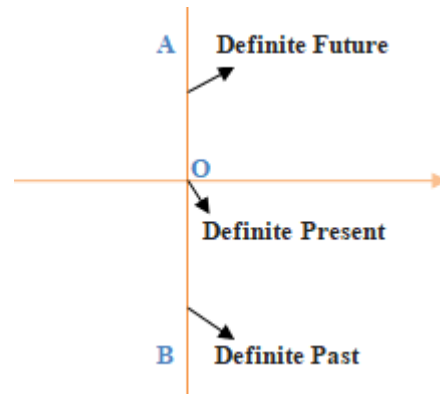 A Definite Future
O
Definite Present
B Definite Past